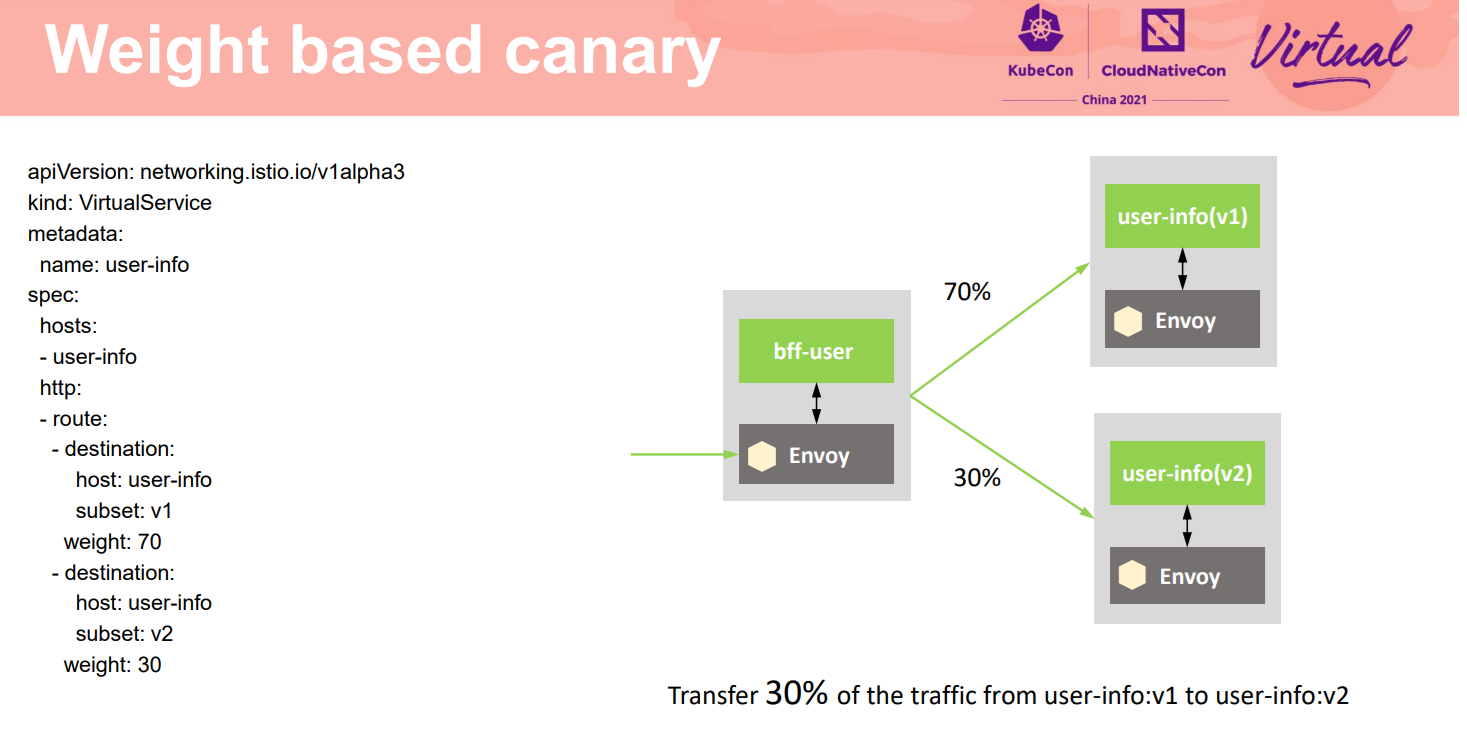 Weight based canary
KubeCon
CloudNativeCon
Virtual
China 2021
apiVersion: networking.istio.io/v1alpha3
kind: VirtualService
metadata:
  name: user-info
spec:
  hosts:
  - user-info
  http:
  - route:
    - destination:
        host: user-info
        subset: v1
      weight: 70
    - destination:
        host: user-info
        subset: v2
      weight: 30
bff-user
Envoy
70%
30%
user-info(v1)
Envoy
user-info(v2)
Envoy
Transfer 30% of the traffic from user-info:v1 to user-info:v2